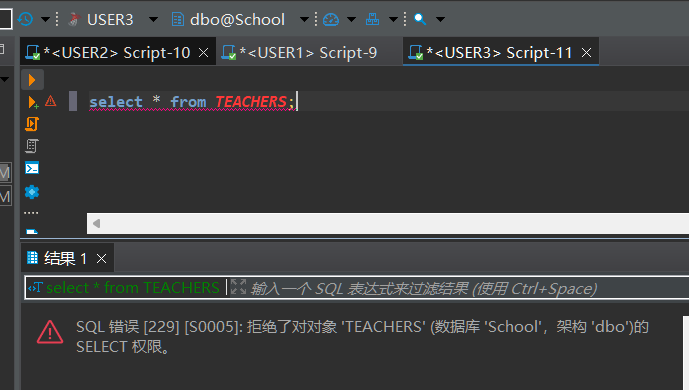 USER3 dbo@School
*<USER2> Script-10 *<USER1> Script-9 *<USER3> Script-11
select * from TEACHERS;
结果 1
select * from TEACHERS 输入一个 SQL 表达式来过滤结果 (使用 Ctrl+Space)
SQL 错误 [229] [S0005]: 拒绝了对对象 'TEACHERS' (数据库 'School'，架构 'dbo')的
SELECT 权限。